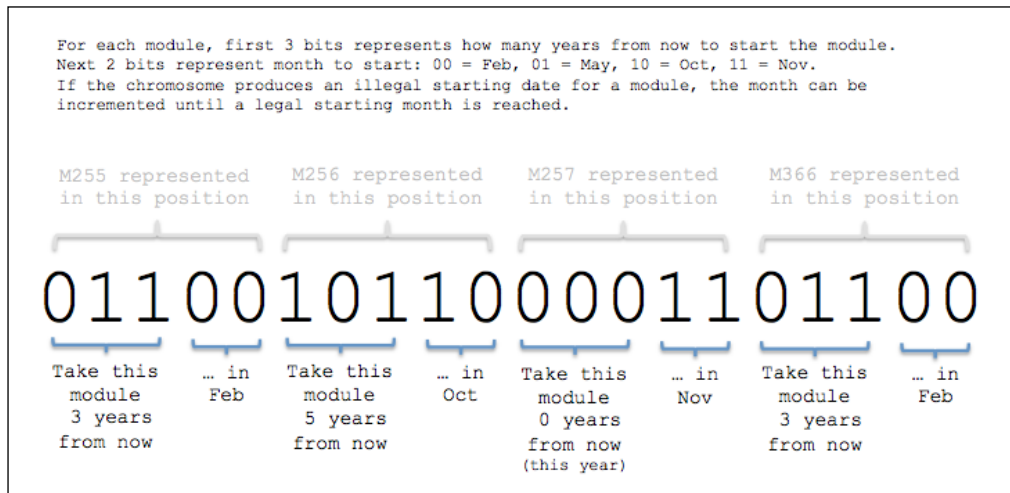 For each module, first 3 bits represents how many years from now to start the module.
Next 2 bits represent month to start: 00 = Feb, 01 = May, 10 = Oct, 11 = Nov.
If the chromosome produces an illegal starting date for a module, the month can be
incremented until a legal starting month is reached.
M255 represented
in this position
M256 represented
in this position
M257 represented
in this position
M366 represented
in this position
01100101100001101100
Take this
module
3 years
from now
… in
Feb
Take this
module
5 years
from now
… in
Oct
Take this
module
0 years
from now
(this year)
… in
Nov
Take this
module
3 years
from now
… in
Feb